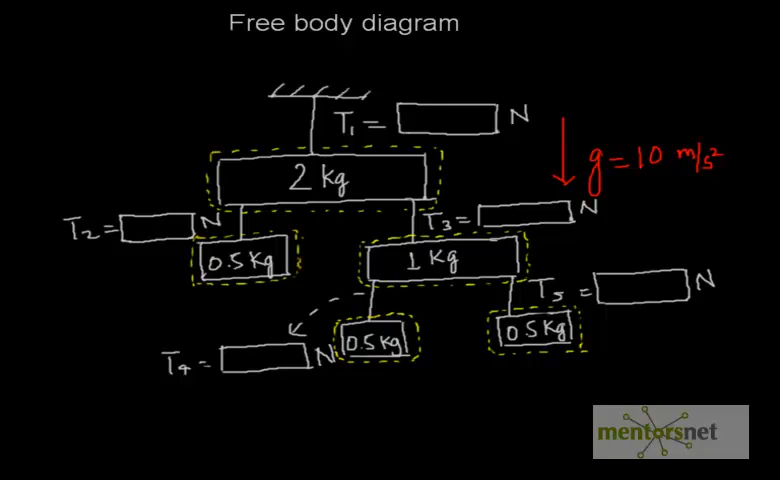 Free body diagram
T₁ = N
2 kg
g = 10 m/s²
T₂ = N
T₃ = N
0.5 kg
1 kg
T₅ = N
0.5 kg
0.5 kg
T₄ = N
mentorsnet